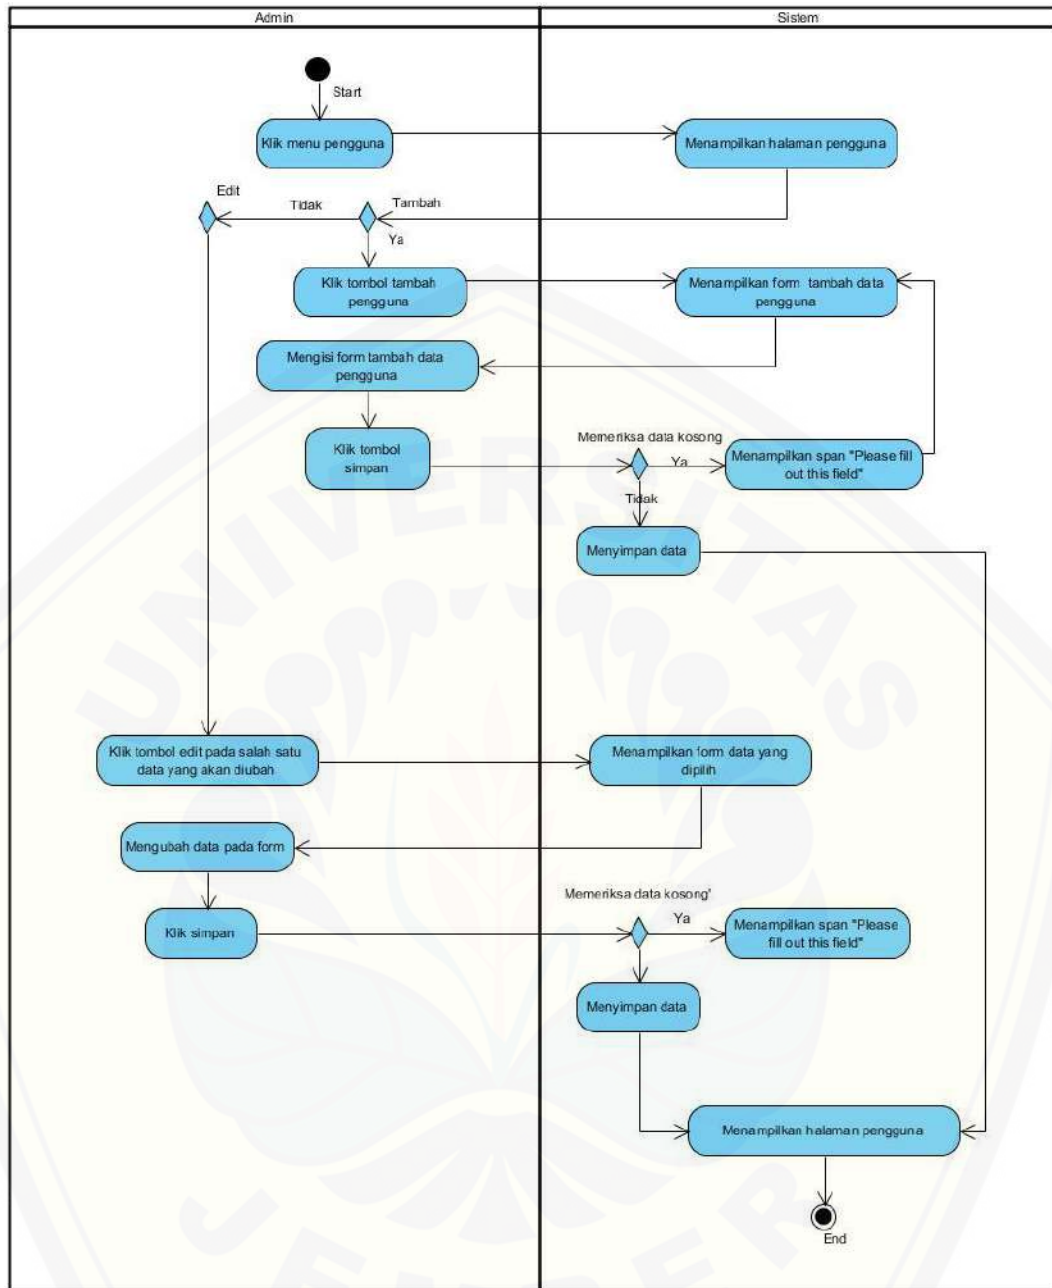 Admin
Sistem
Start
Klik menu pengguna
Menampilkan halaman pengguna
Edit
Tidak
Tambah
Ya
Klik tombol tambah
pengguna
Menampilkan form tambah data
pengguna
Mengisi form tambah data
pengguna
Klik tombol
simpan
Memeriksa data kosong
Ya
Menampilkan span "Please fill
out this field"
Tidak
Menyimpan data
Klik tombol edit pada salah satu
data yang akan diubah
Menampilkan form data yang
dipilih
Mengubah data pada form
Memeriksa data kosong'
Klik simpan
Ya
Menampilkan span "Please
fill out this field"
Menyimpan data
Menampilkan halaman pengguna
End
UNIVERSITAS
JEMBER